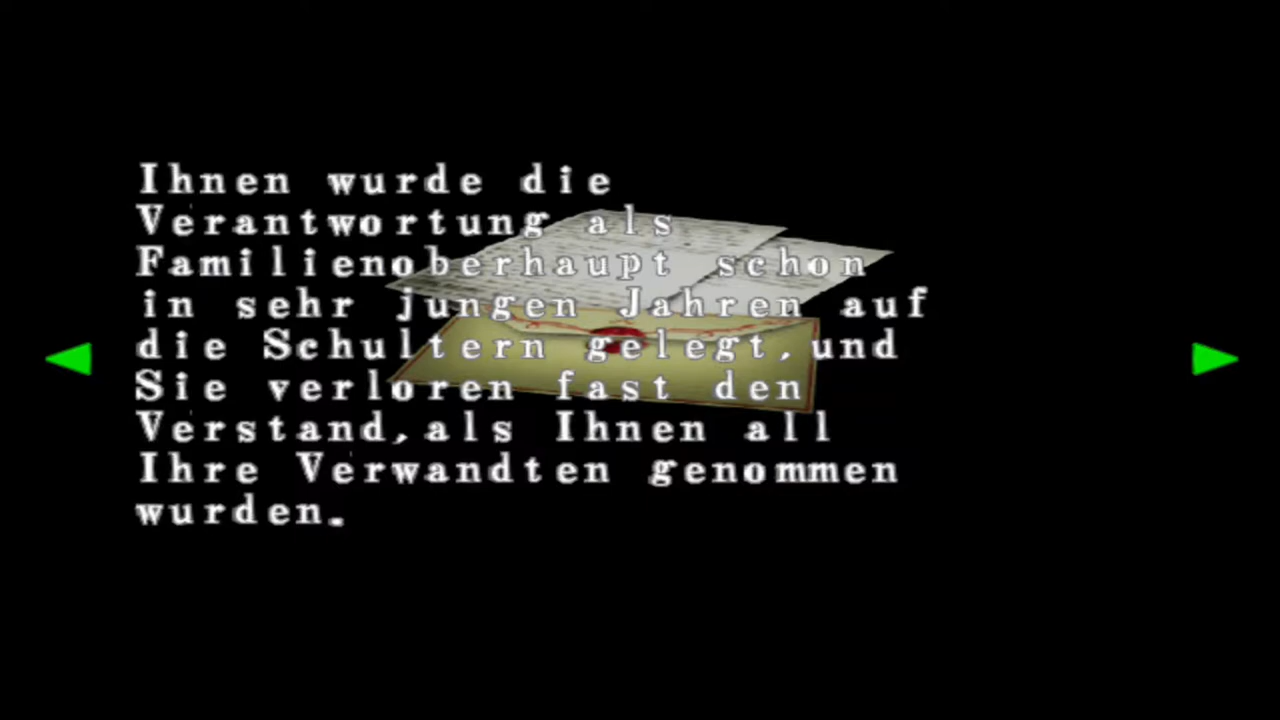 Ihnen wurde die
Verantwortung als
Familienoberhaupt schon
in sehr jungen Jahren auf
die Schultern gelegt,und
Sie verloren fast den
Verstand,als Ihnen all
Ihre Verwandten genommen
wurden.